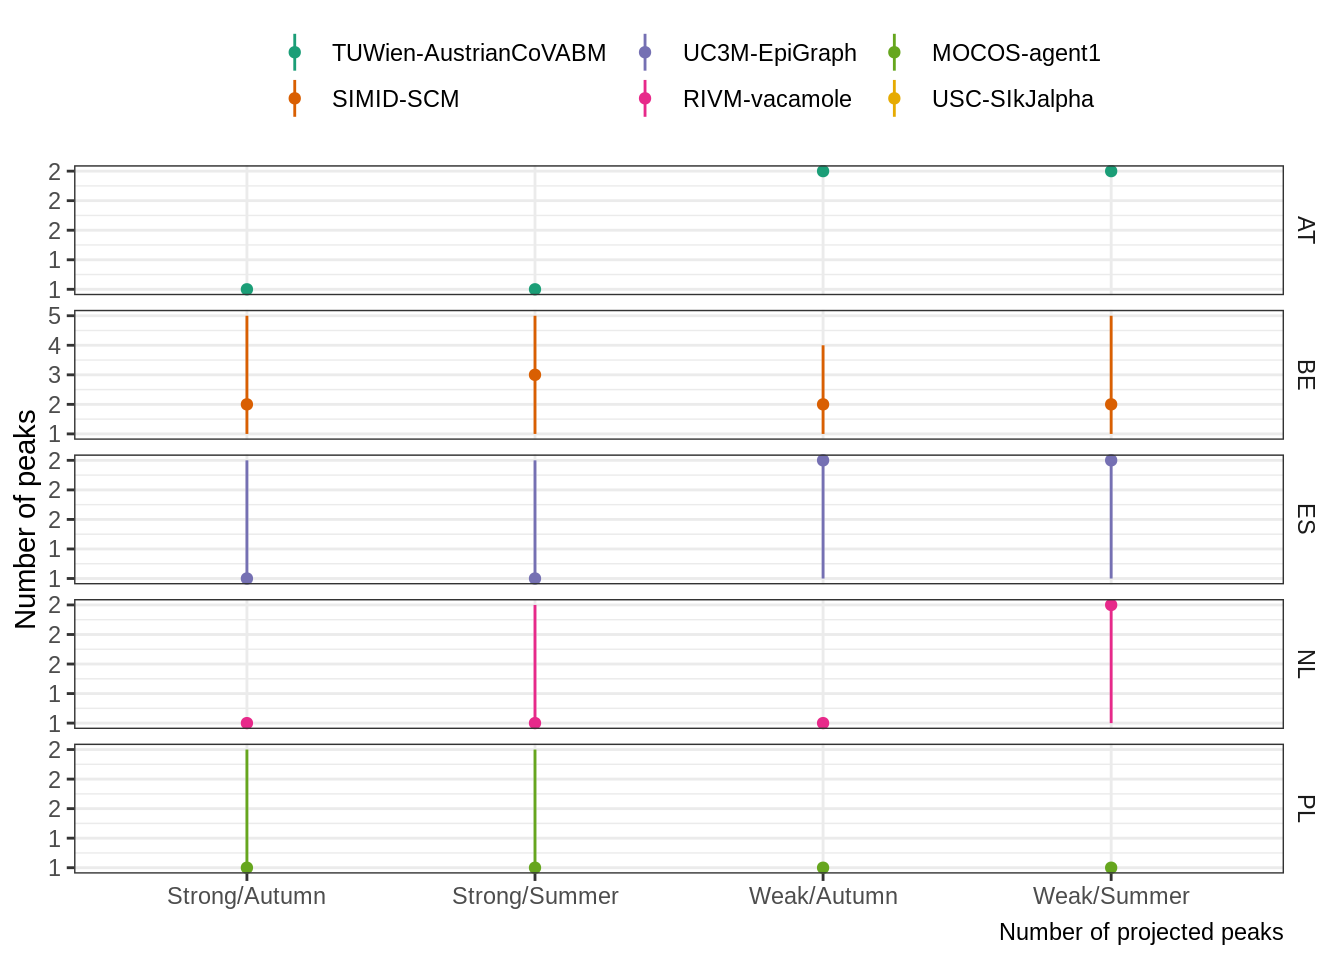 TUWien-AustrianCoVABM UC3M-EpiGraph MOCOS-agent1
SIMID-SCM RIVM-vacamole USC-SIkJalpha
Number of peaks
2
2
2
1
1
AT
5
4
3
2
1
BE
2
2
2
1
1
ES
2
2
2
1
1
NL
2
2
2
1
1
PL
Strong/Autumn Strong/Summer Weak/Autumn Weak/Summer
Number of projected peaks